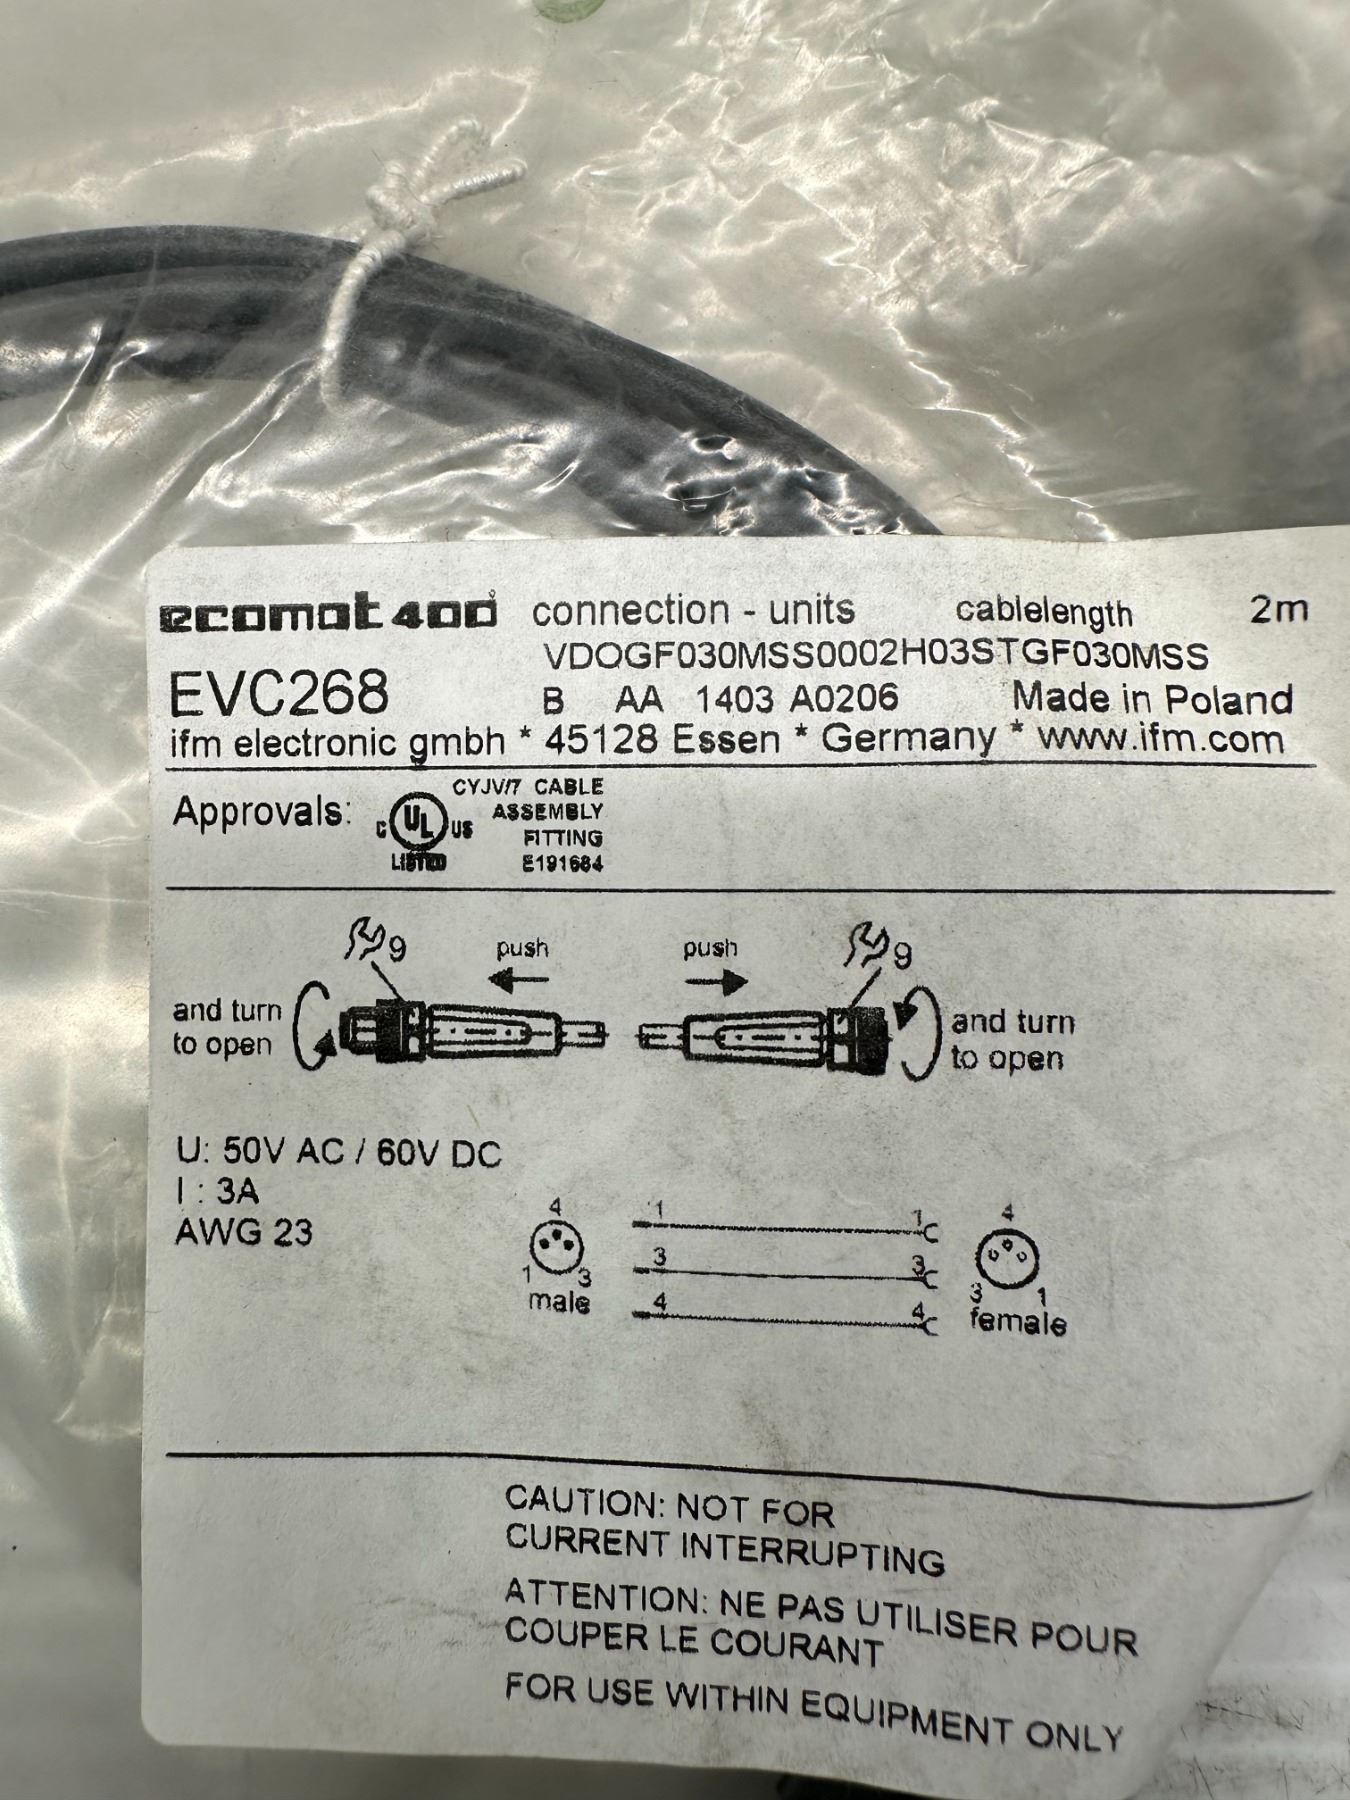 ecomat 400 connection - units cablelength 2m
VDOGF030MSS0002H03STGF030MSS
EVC268 B AA 1403 A0206 Made in Poland
ifm electronic gmbh * 45128 Essen * Germany * www.ifm.com
Approvals: C UL US LISTED
CYJV/7 CABLE
ASSEMBLY
FITTING
E191684
9 push push 9
and turn
to open
and turn
to open
U: 50V AC / 60V DC
I : 3A
AWG 23
4 1 1 4
1 3 3 3 3 1
male 4 4 female
CAUTION: NOT FOR
CURRENT INTERRUPTING
ATTENTION: NE PAS UTILISER POUR
COUPER LE COURANT
FOR USE WITHIN EQUIPMENT ONLY